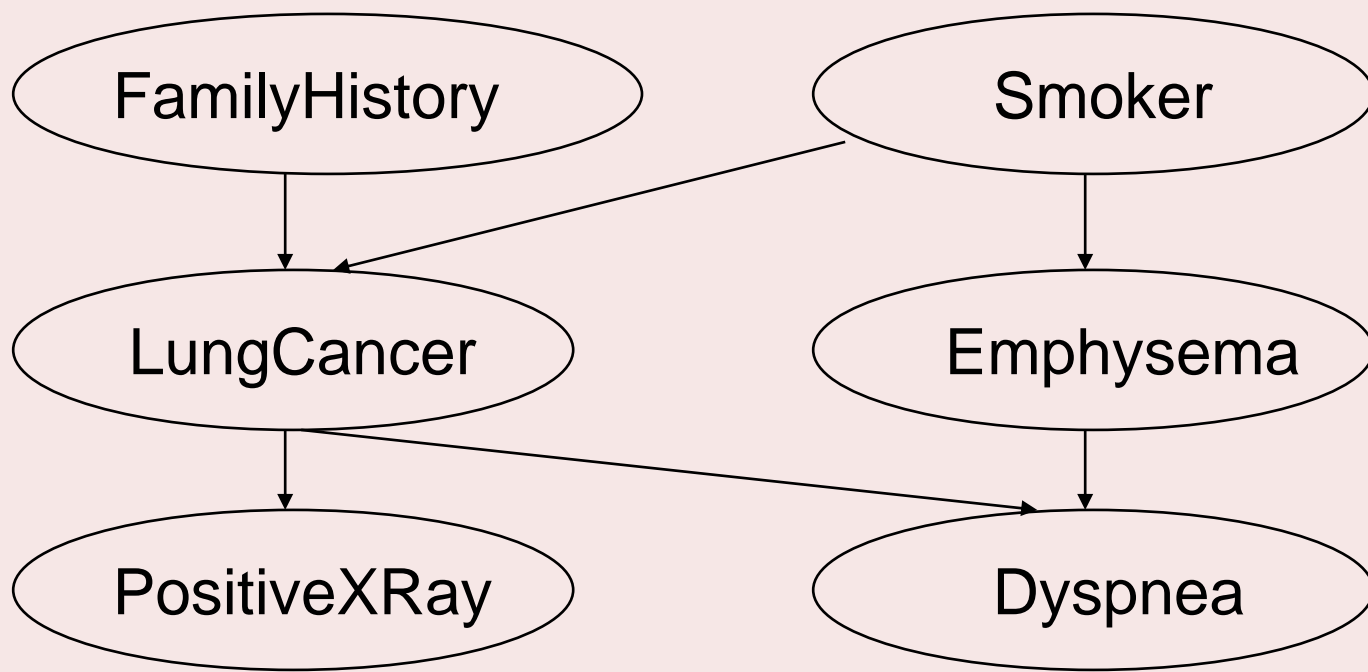 FamilyHistory
Smoker
LungCancer
Emphysema
PositiveXRay
Dyspnea